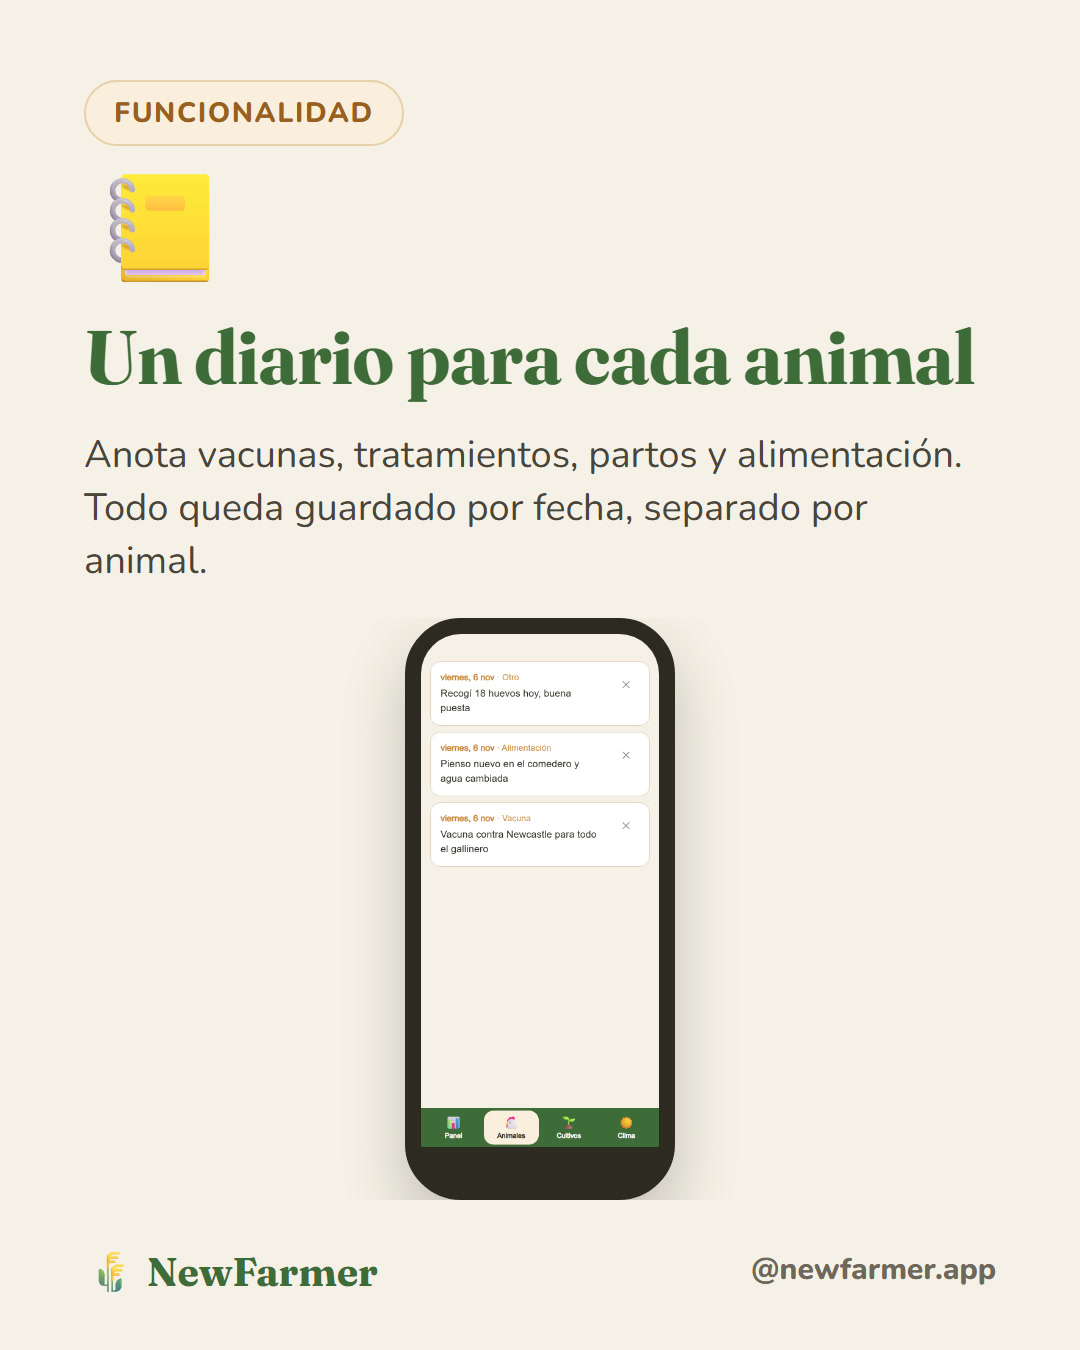 FUNCIONALIDAD
Un diario para cada animal
Anota vacunas, tratamientos, partos y alimentación.
Todo queda guardado por fecha, separado por
animal.
viernes, 6 nov · Otro
Recogí 18 huevos hoy, buena
puesta
viernes, 6 nov · Alimentación
Pienso nuevo en el comedero y
agua cambiada
viernes, 6 nov · Vacuna
Vacuna contra Newcastle para todo
el gallinero
Panel Animales Cultivos Clima
NewFarmer @newfarmer.app